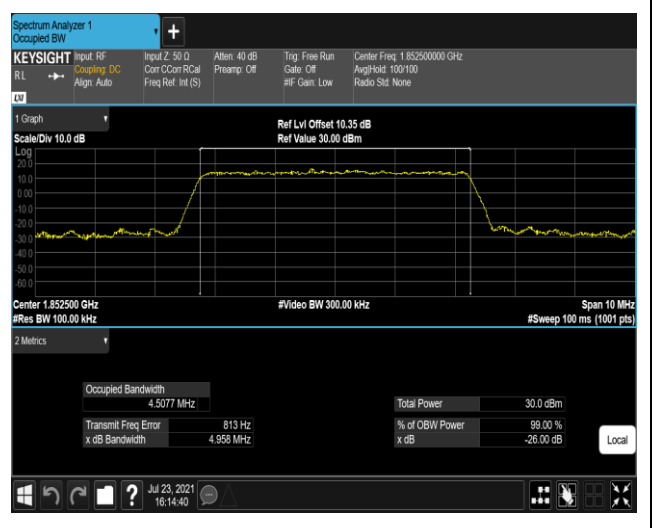 Spectrum Analyzer 1
Occupied BW
+
KEYSIGHT Input: RF Input Z: 50 Ω Atten: 40 dB Trig: Free Run Center Freq: 1.852500000 GHz
RL Coupling: DC Corr CCorr RCal Preamp: Off Gate: Off Avg|Hold: 100/100
Align: Auto Freq Ref: Int (S) #IF Gain: Low Radio Std: None
LXI
1 Graph Ref Lvl Offset 10.35 dB
Scale/Div 10.0 dB Ref Value 30.00 dBm
Log
20.0
10.0
0.00
-10.0
-20.0
-30.0
-40.0
-50.0
-60.0
Center 1.852500 GHz #Video BW 300.00 kHz Span 10 MHz
#Res BW 100.00 kHz #Sweep 100 ms (1001 pts)
2 Metrics
Occupied Bandwidth
4.5077 MHz Total Power 30.0 dBm
Transmit Freq Error 813 Hz % of OBW Power 99.00 %
x dB Bandwidth 4.958 MHz x dB -26.00 dB
Local
? Jul 23, 2021
16:14:40